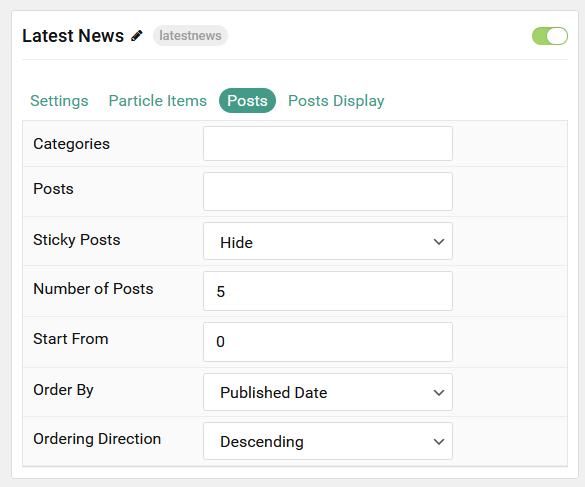 Latest News latestnews
Settings Particle Items Posts Posts Display
Categories
Posts
Sticky Posts Hide
Number of Posts 5
Start From 0
Order By Published Date
Ordering Direction Descending